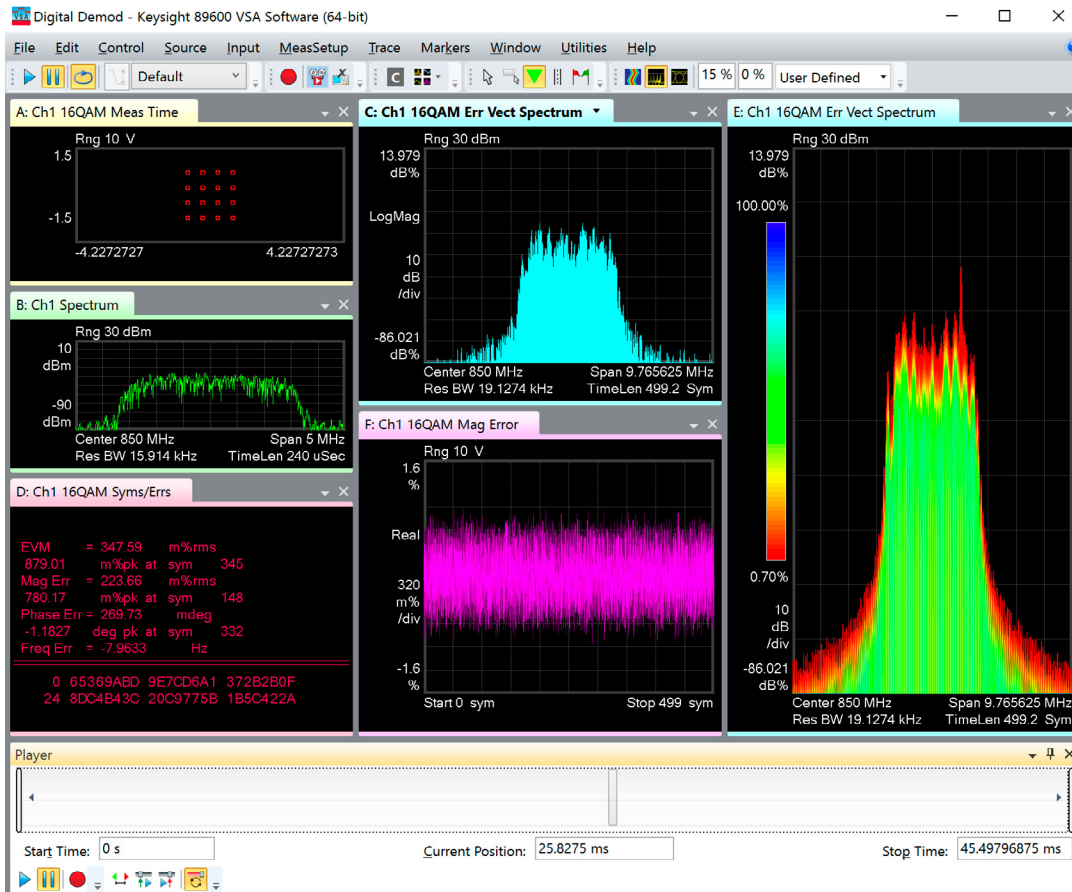 VSA Digital Demod - Keysight 89600 VSA Software (64-bit)
File Edit Control Source Input MeasSetup Trace Markers Window Utilities Help
Default C 15 % 0 % User Defined
A: Ch1 16QAM Meas Time
Rng 10 V
1.5
-1.5
-4.2272727 4.22727273
B: Ch1 Spectrum
Rng 30 dBm
10
dBm
-90
dBm
Center 850 MHz Span 5 MHz
Res BW 15.914 kHz TimeLen 240 uSec
D: Ch1 16QAM Syms/Errs
EVM = 347.59 m%rms
879.01 m%pk at sym 345
Mag Err = 223.66 m%rms
780.17 m%pk at sym 148
Phase Err = 269.73 mdeg
-1.1827 deg pk at sym 332
Freq Err = -7.9633 Hz
0 65369ABD 9E7CD6A1 372B2B0F
24 8DC4B43C 20C9775B 1B5C422A
C: Ch1 16QAM Err Vect Spectrum
Rng 30 dBm
13.979
dB%
LogMag
10
dB
/div
-86.021
dB%
Center 850 MHz Span 9.765625 MHz
Res BW 19.1274 kHz TimeLen 499.2 Sym
F: Ch1 16QAM Mag Error
Rng 10 V
1.6
%
Real
320
m%
/div
-1.6
%
Start 0 sym Stop 499 sym
E: Ch1 16QAM Err Vect Spectrum
Rng 30 dBm
13.979
dB%
100.00%
0.70%
10
dB
/div
-86.021
dB%
Center 850 MHz Span 9.765625 MHz
Res BW 19.1274 kHz TimeLen 499.2 Sym
Player
Start Time: 0 s Current Position: 25.8275 ms Stop Time: 45.49796875 ms